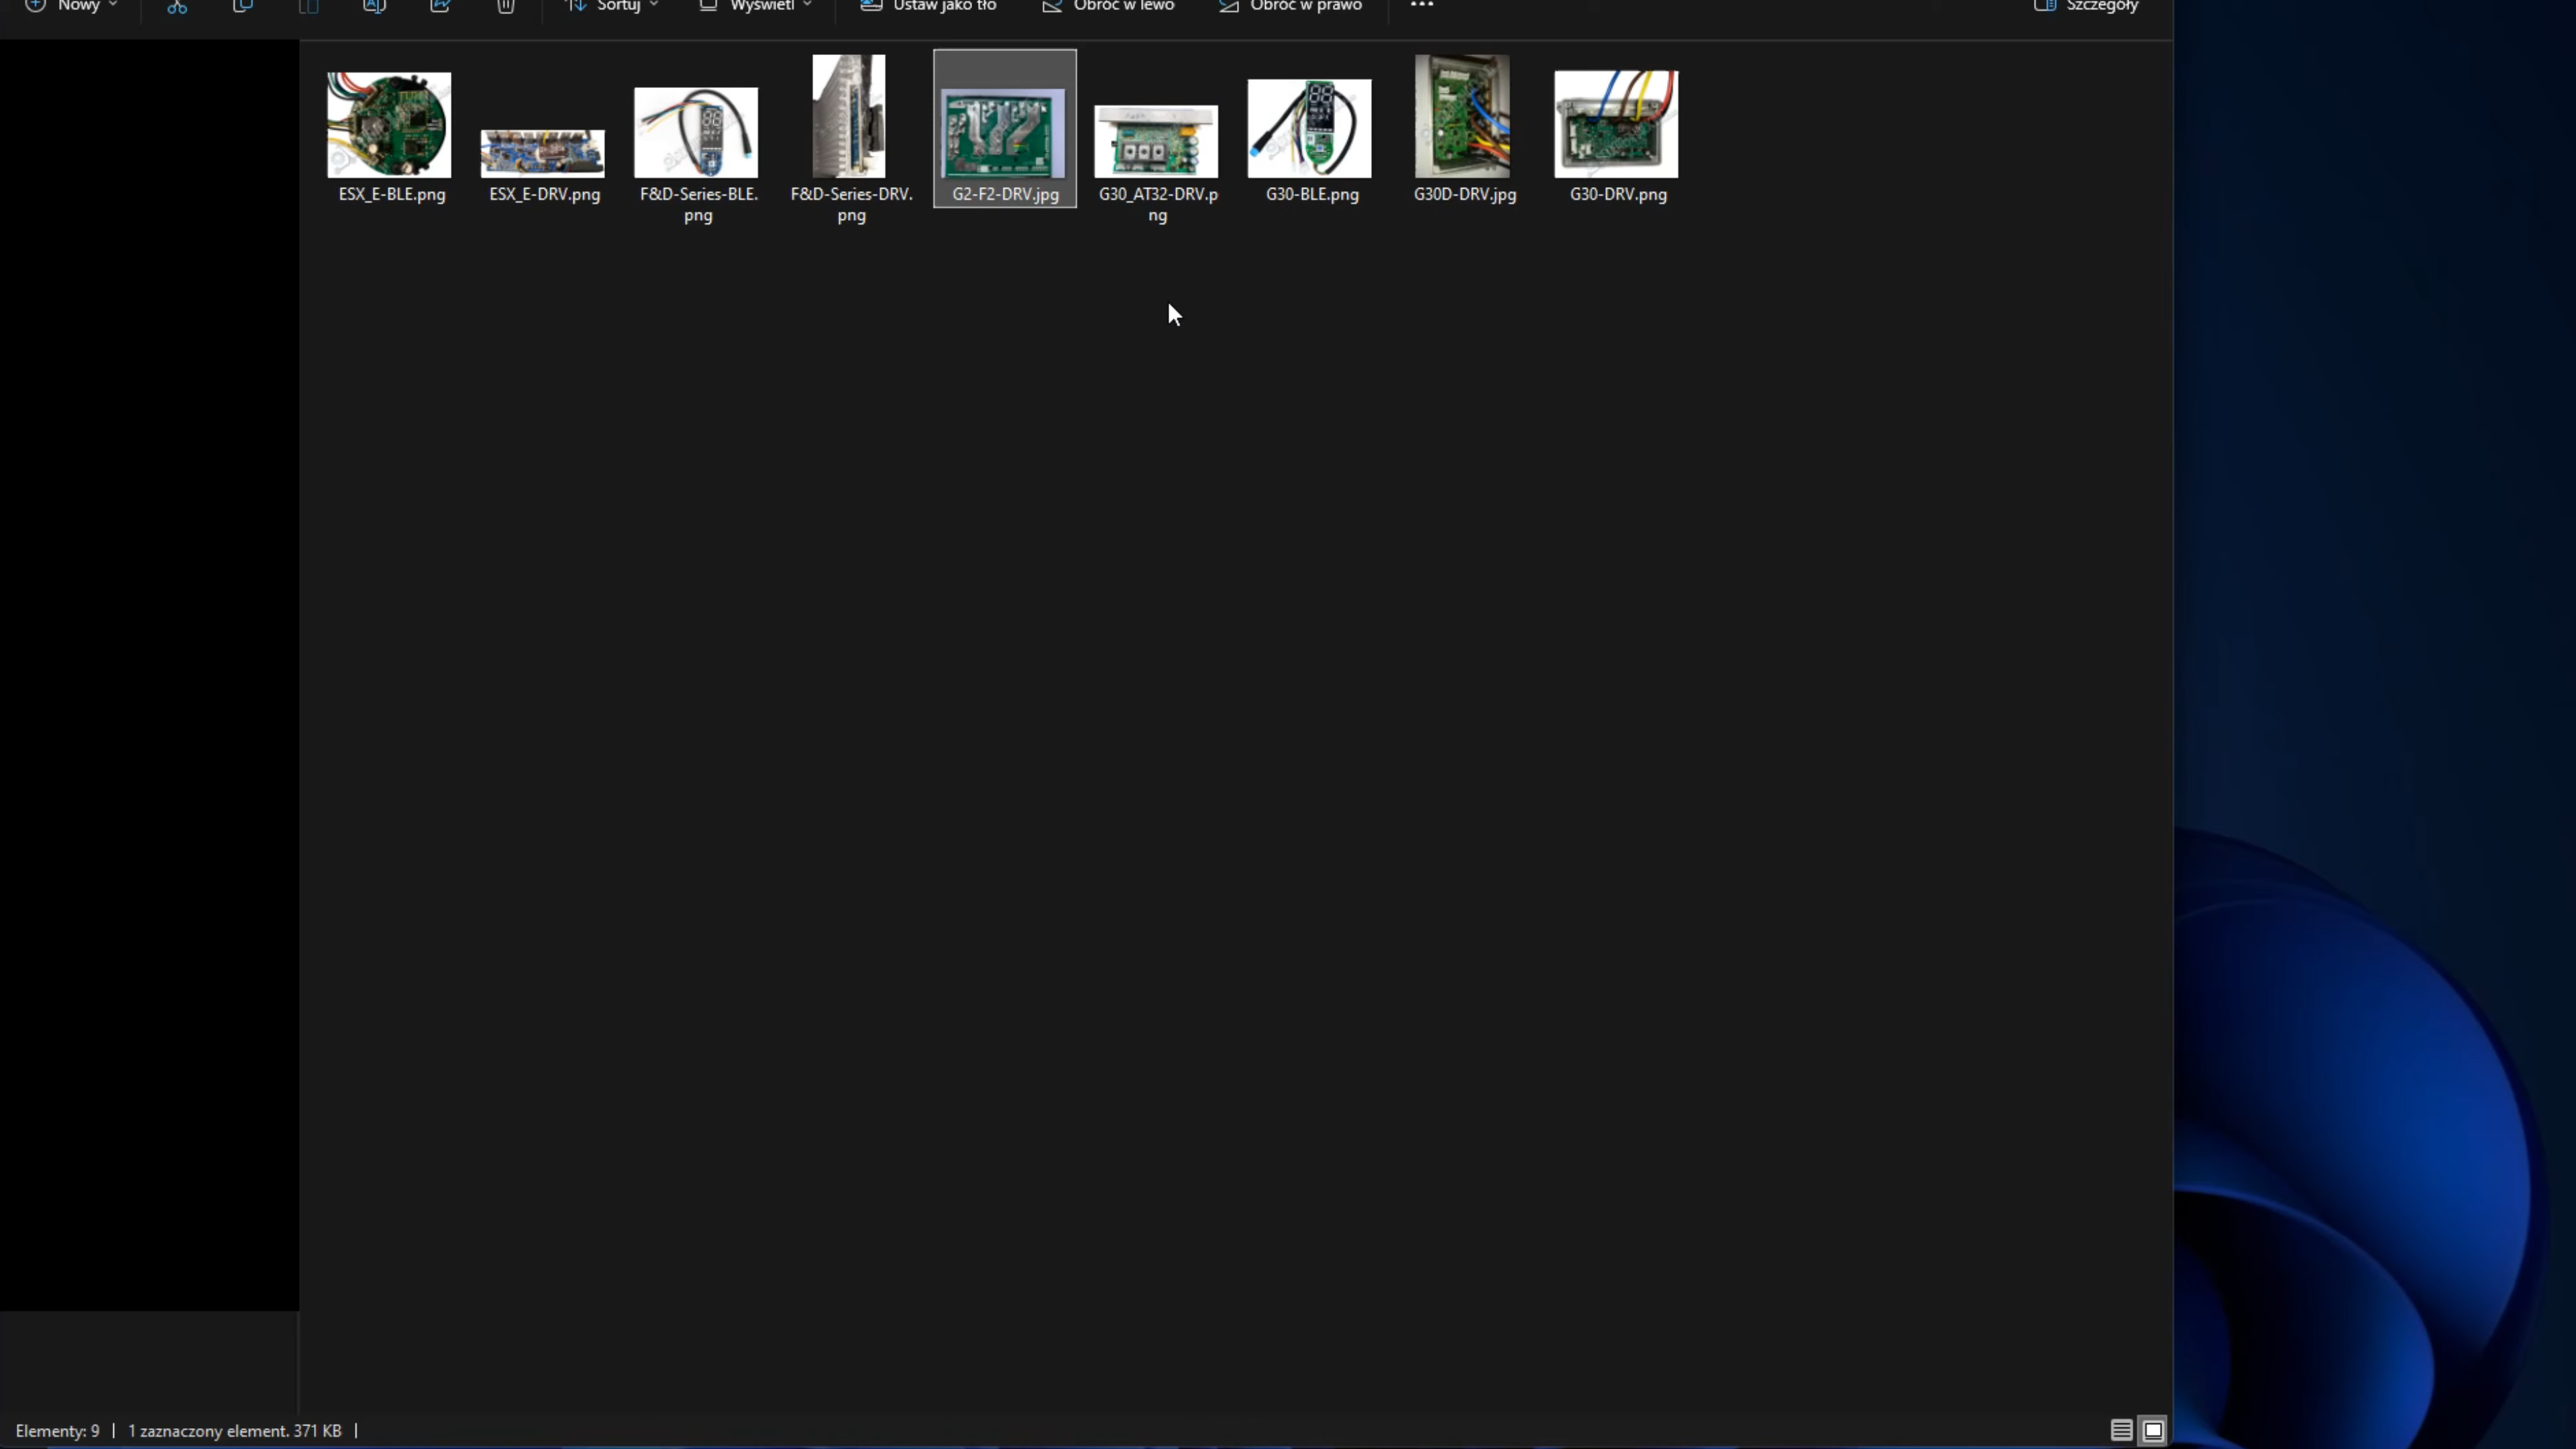 Nowy
Sortuj
Wyświetl
Ustaw jako tło
Obróć w lewo
Obróć w prawo
Szczegóły
ESX_E-BLE.png
ESX_E-DRV.png
F&D-Series-BLE.
png
F&D-Series-DRV.
png
G2-F2-DRV.jpg
G30_AT32-DRV.p
ng
G30-BLE.png
G30D-DRV.jpg
G30-DRV.png
Elementy: 9
1 zaznaczony element. 371 KB